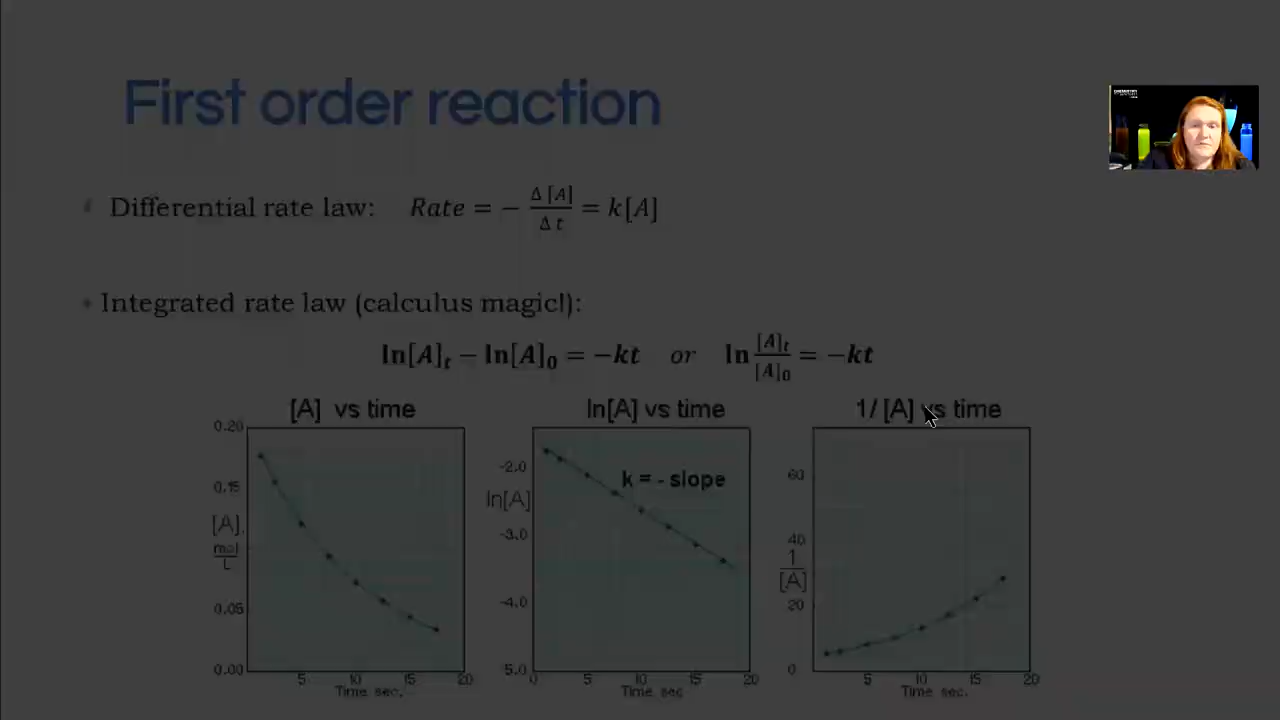 First order reaction
• Differential rate law: Rate = − Δ [A] / Δ t = k[A]
• Integrated rate law (calculus magic!):
ln[A]t − ln[A]0 = −kt or ln [A]t / [A]0 = −kt
[A] vs time
0.20
0.15
[A],
mol
L
0.05
0.00
5 10 15 20
Time sec.
ln[A] vs time
k = - slope
-2.0
ln[A]
-3.0
-4.0
5.0
0 5 10 15 20
Time sec
1/ [A] vs time
60
40
1
[A]
20
0
5 10 15 20
Time sec.
CHEMISTRY